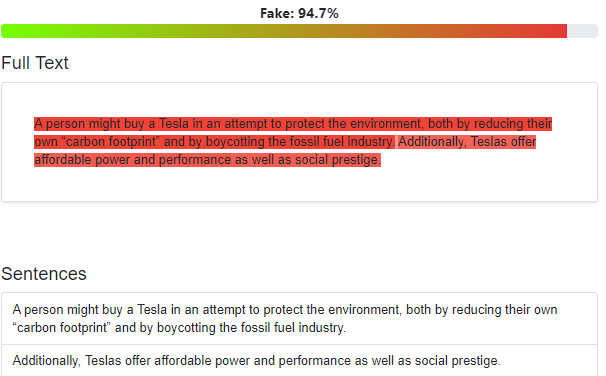 Fake: 94.7%
Full Text
A person might buy a Tesla in an attempt to protect the environment, both by reducing their
own “carbon footprint” and by boycotting the fossil fuel industry. Additionally, Teslas offer
affordable power and performance as well as social prestige.
Sentences
A person might buy a Tesla in an attempt to protect the environment, both by reducing their own
“carbon footprint” and by boycotting the fossil fuel industry.
Additionally, Teslas offer affordable power and performance as well as social prestige.